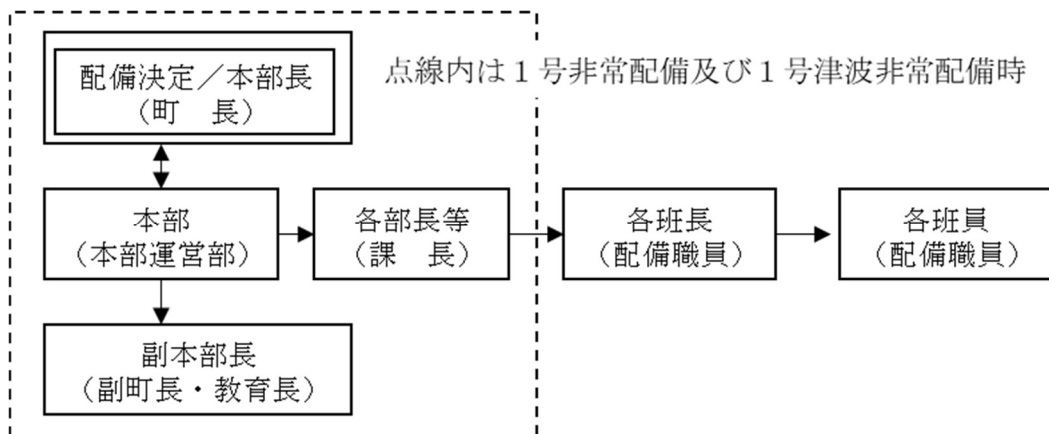 配備決定／本部長
（町　長）
点線内は１号非常配備及び１号津波非常配備時
本部
（本部運営部）
各部長等
（課　長）
各班長
（配備職員）
各班員
（配備職員）
副本部長
（副町長・教育長）